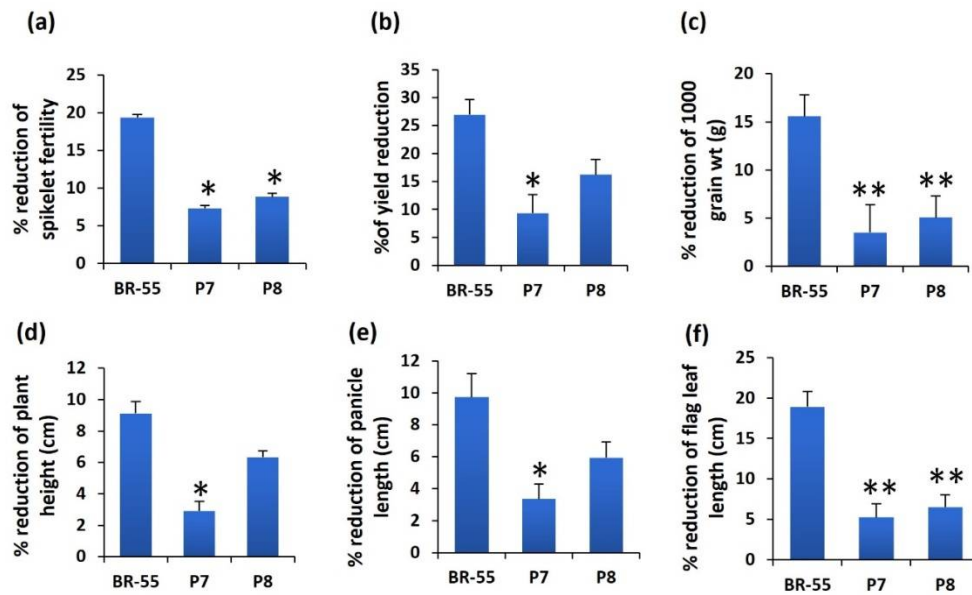 (a)
% reduction of
spikelet fertility
25
20
15
10
5
0
*
*
BR-55 P7 P8
(b)
%of yield reduction
35
30
25
20
15
10
5
0
*
BR-55 P7 P8
(c)
% reduction of 1000
grain wt (g)
20
15
10
5
0
**
**
BR-55 P7 P8
(d)
% reduction of plant
height (cm)
12
10
8
6
4
2
0
*
BR-55 P7 P8
(e)
% reduction of panicle
length (cm)
12
10
8
6
4
2
0
*
BR-55 P7 P8
(f)
% reduction of flag leaf
length (cm)
25
20
15
10
5
0
**
**
BR-55 P7 P8